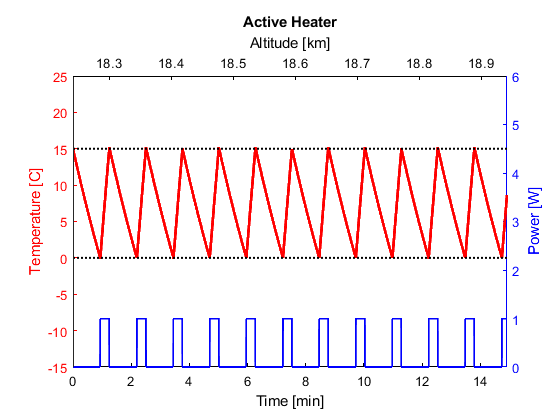 Active Heater
Altitude [km]
18.3 18.4 18.5 18.6 18.7 18.8 18.9
25
20
15
10
5
0
-5
-10
-15
Temperature [C]
6
5
4
3
2
1
0
Power [W]
0 2 4 6 8 10 12 14
Time [min]